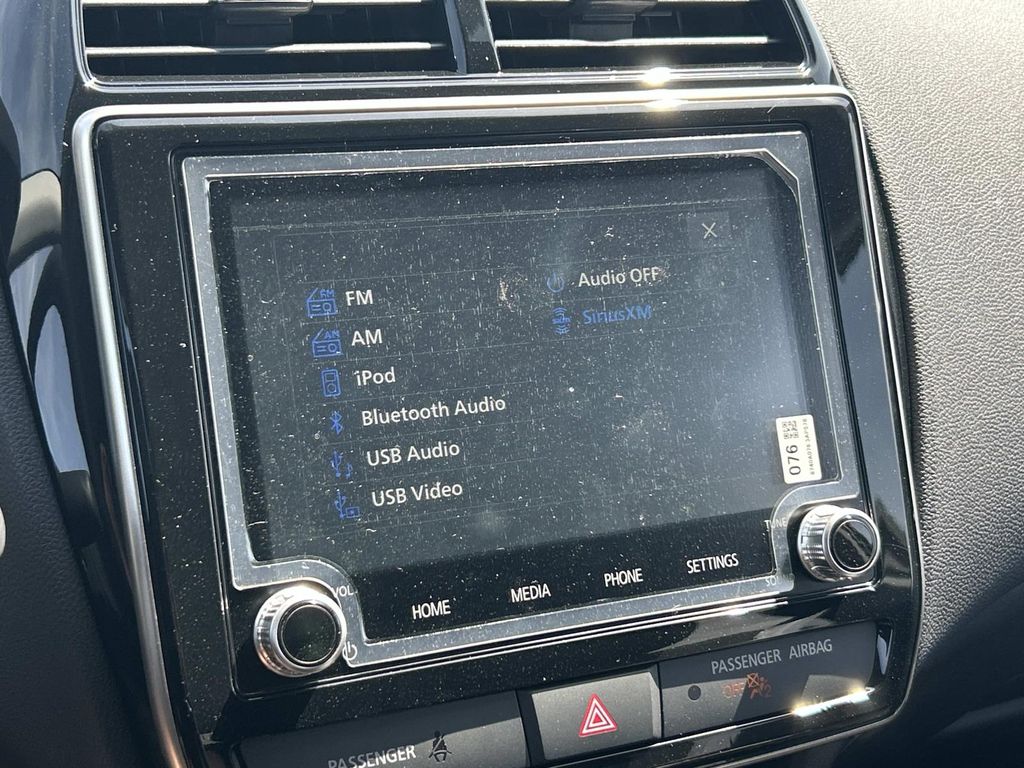 FM
AM
iPod
Bluetooth Audio
USB Audio
USB Video
Audio OFF
SiriusXM
076
TUNE
VOL
HOME
MEDIA
PHONE
SETTINGS
PASSENGER AIRBAG
OFF
PASSENGER